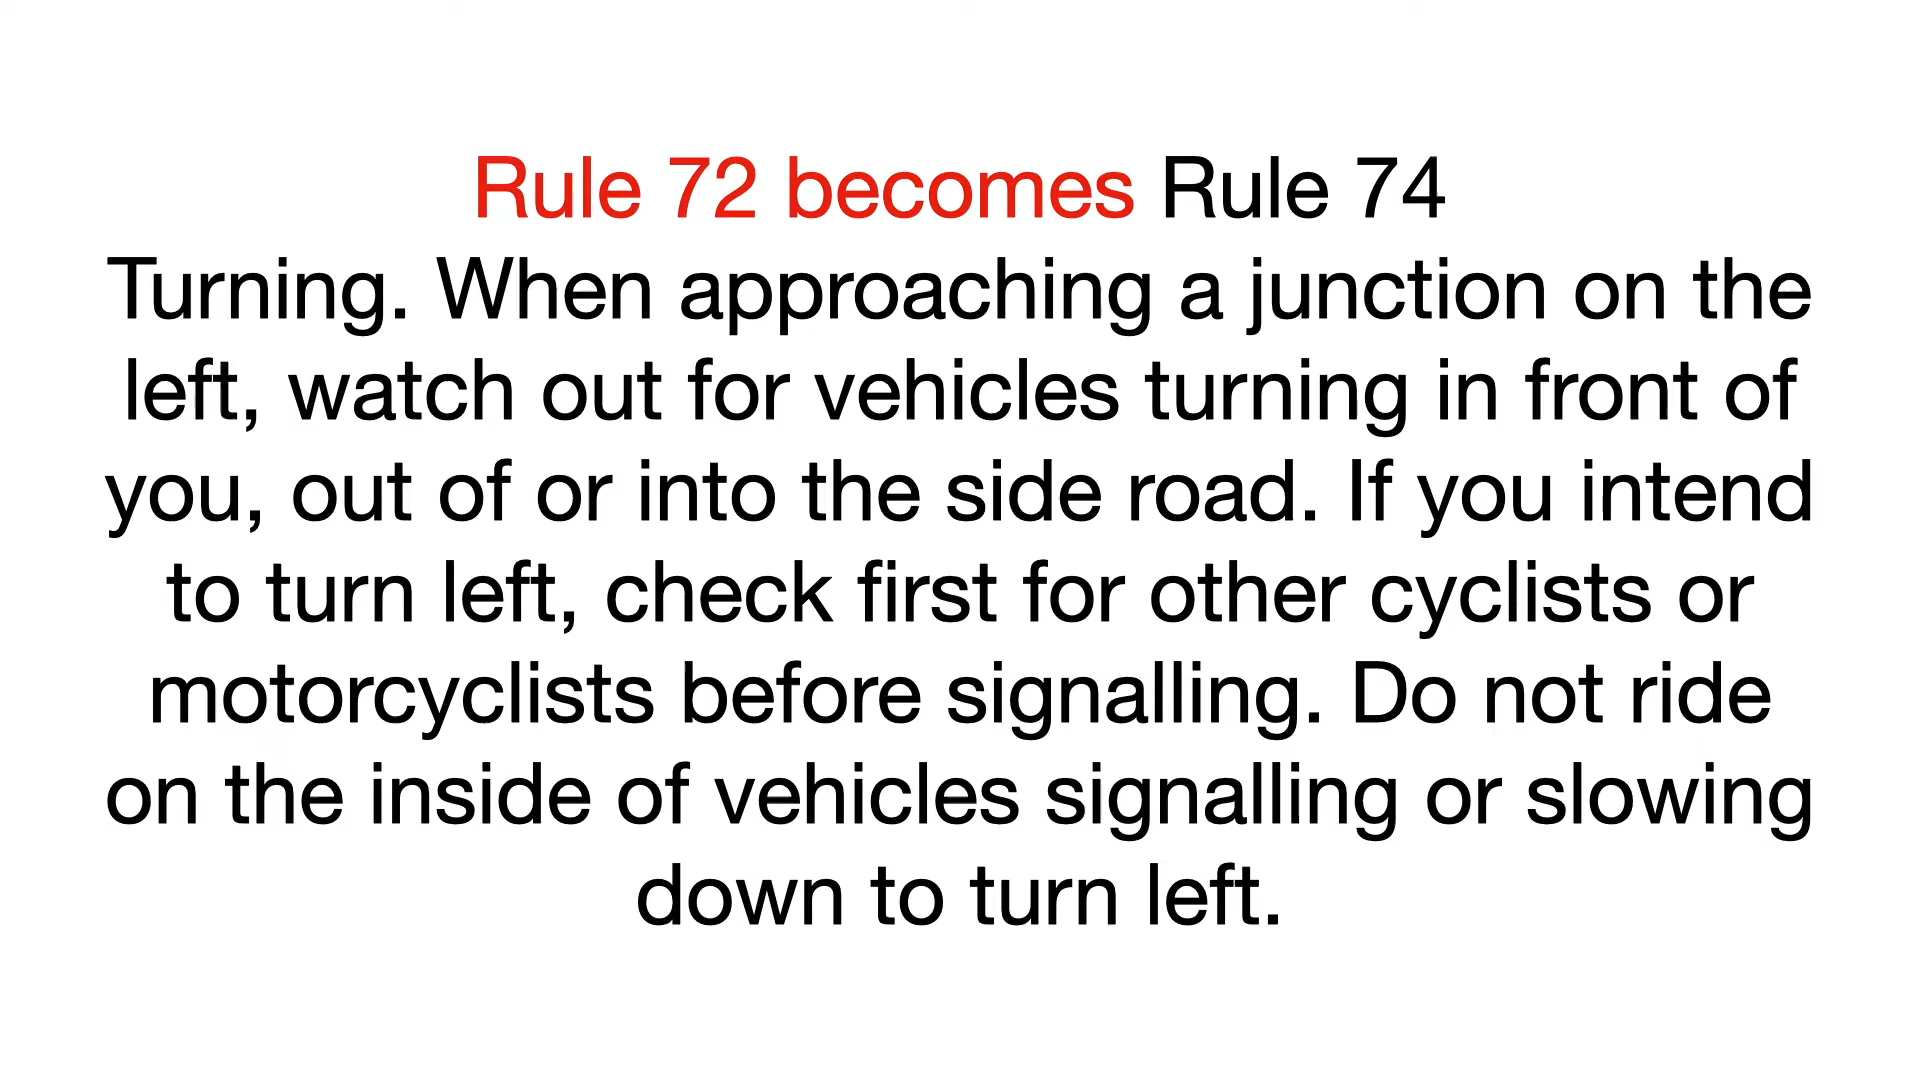 Rule 72 becomes Rule 74
Turning. When approaching a junction on the
left, watch out for vehicles turning in front of
you, out of or into the side road. If you intend
to turn left, check first for other cyclists or
motorcyclists before signalling. Do not ride
on the inside of vehicles signalling or slowing
down to turn left.